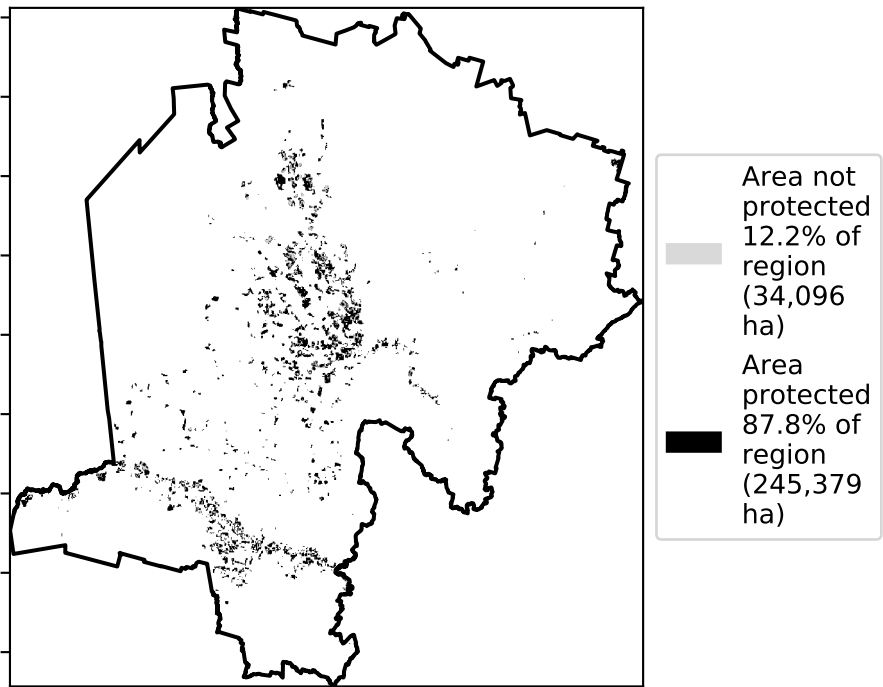 Area not
protected
12.2% of
region
(34,096
ha)
Area
protected
87.8% of
region
(245,379
ha)